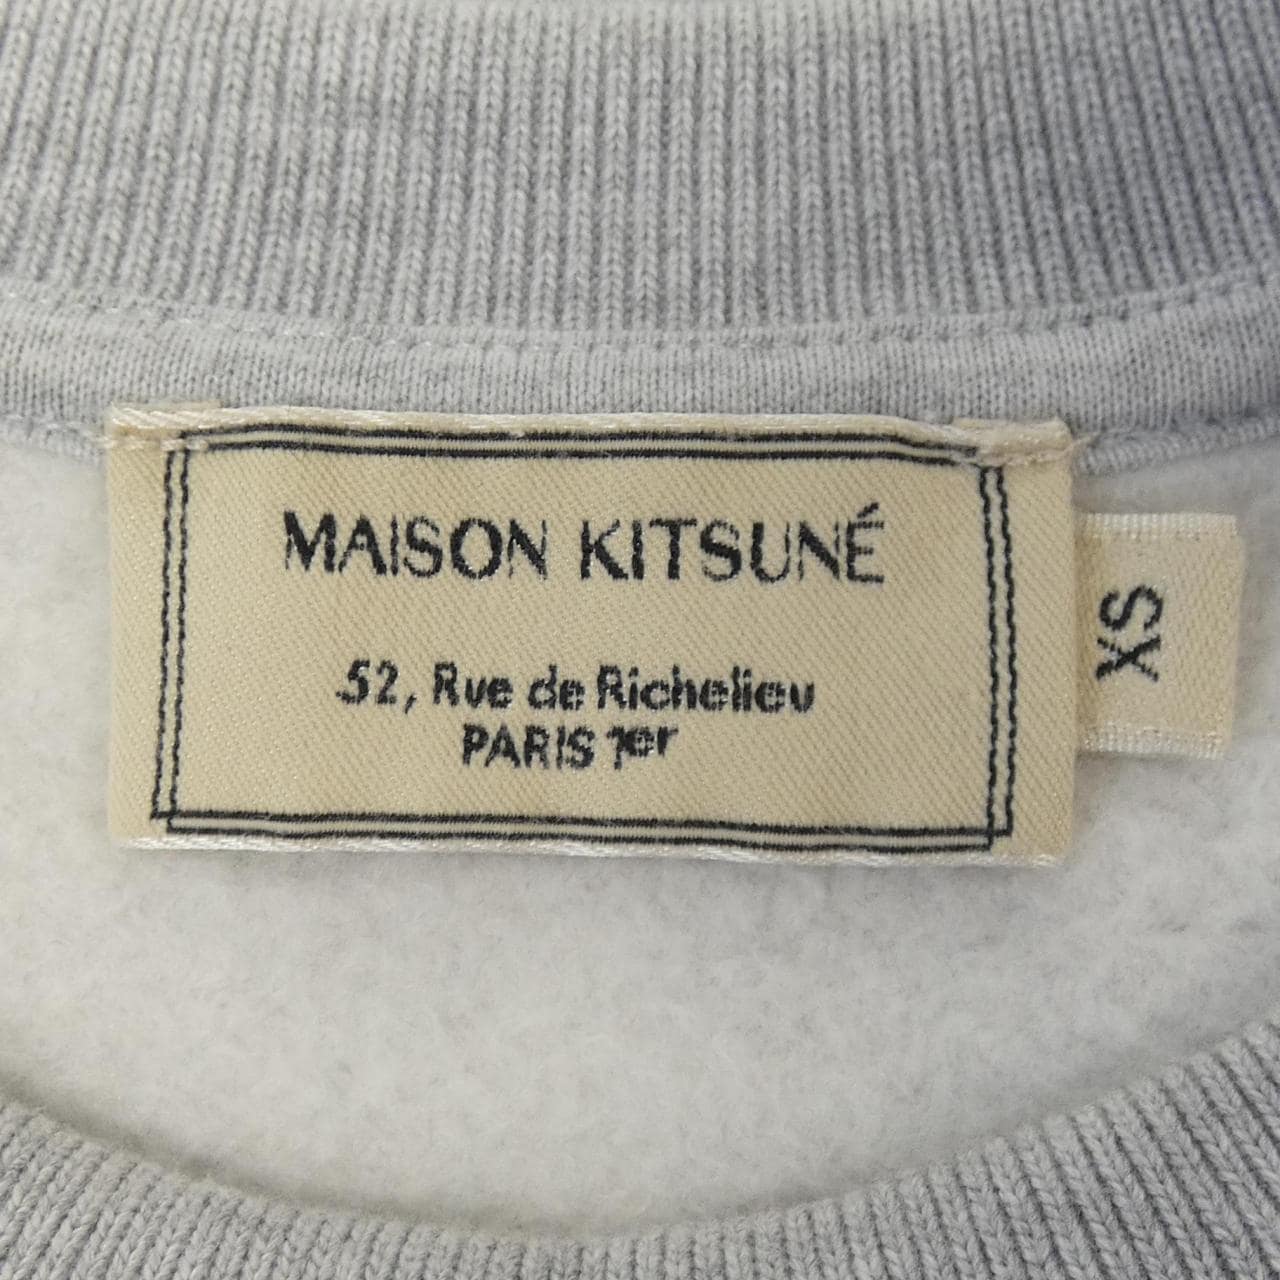 MAISON KITSUNÉ
52, Rue de Richelieu
PARIS 1er
XS